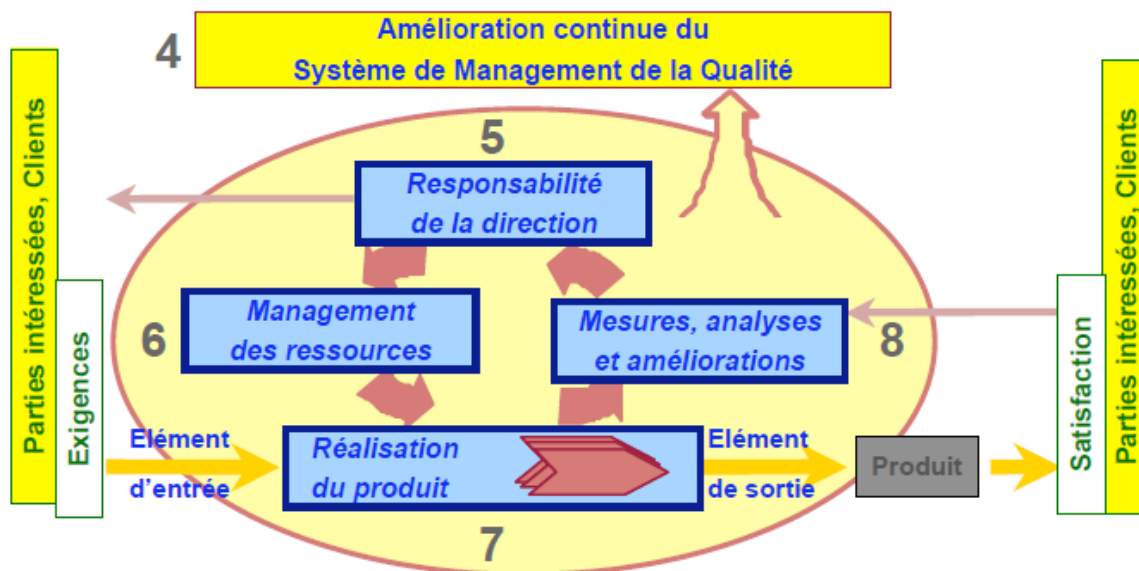 4
Amélioration continue du
Système de Management de la Qualité
Parties intéressées, Clients
Exigences
5
Responsabilité
de la direction
6
Management
des ressources
Mesures, analyses
et améliorations
8
Elément
d'entrée
Réalisation
du produit
Elément
de sortie
Produit
7
Satisfaction
Parties intéressées, Clients